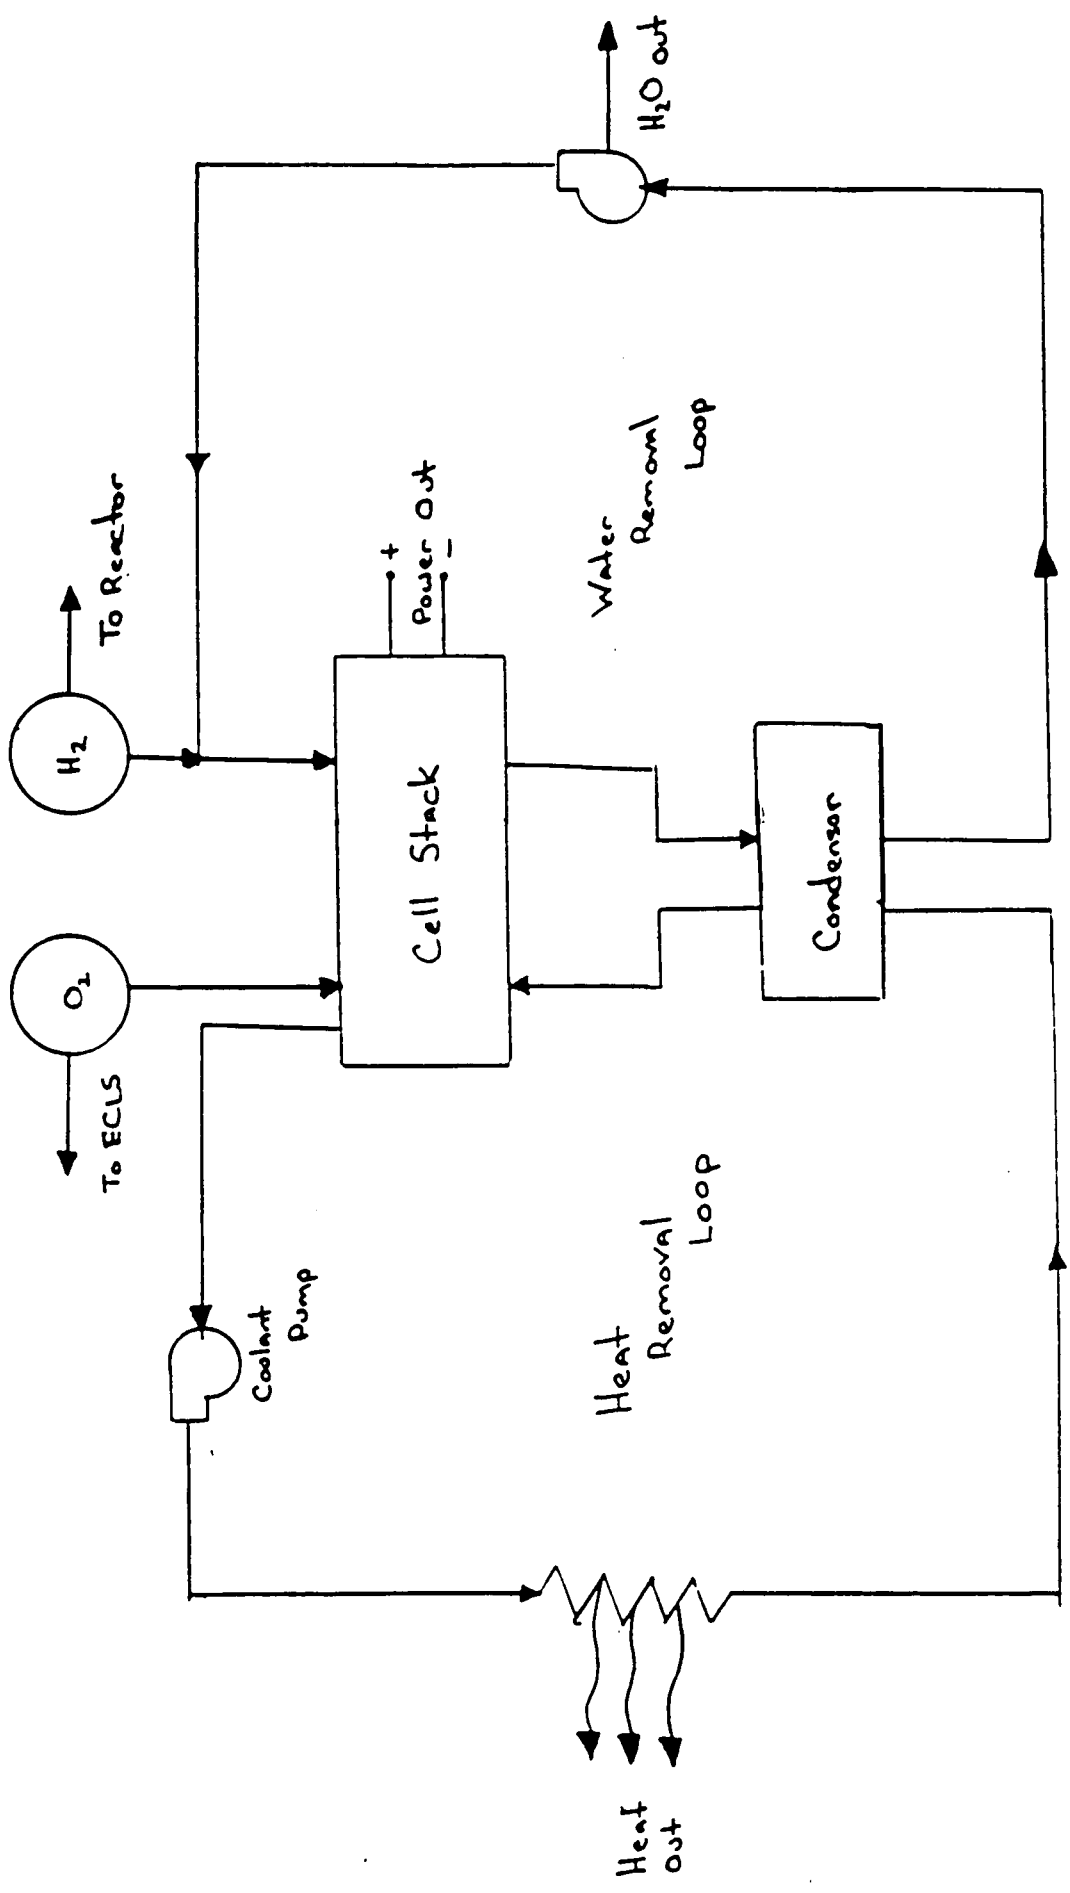 To ECLS
O₂
H₂
To Reactor
Coolant
Pump
+
Power Out
-
Cell Stack
Heat
Removal
Loop
Water
Removal
Loop
Heat
Out
H₂O out
Condensor